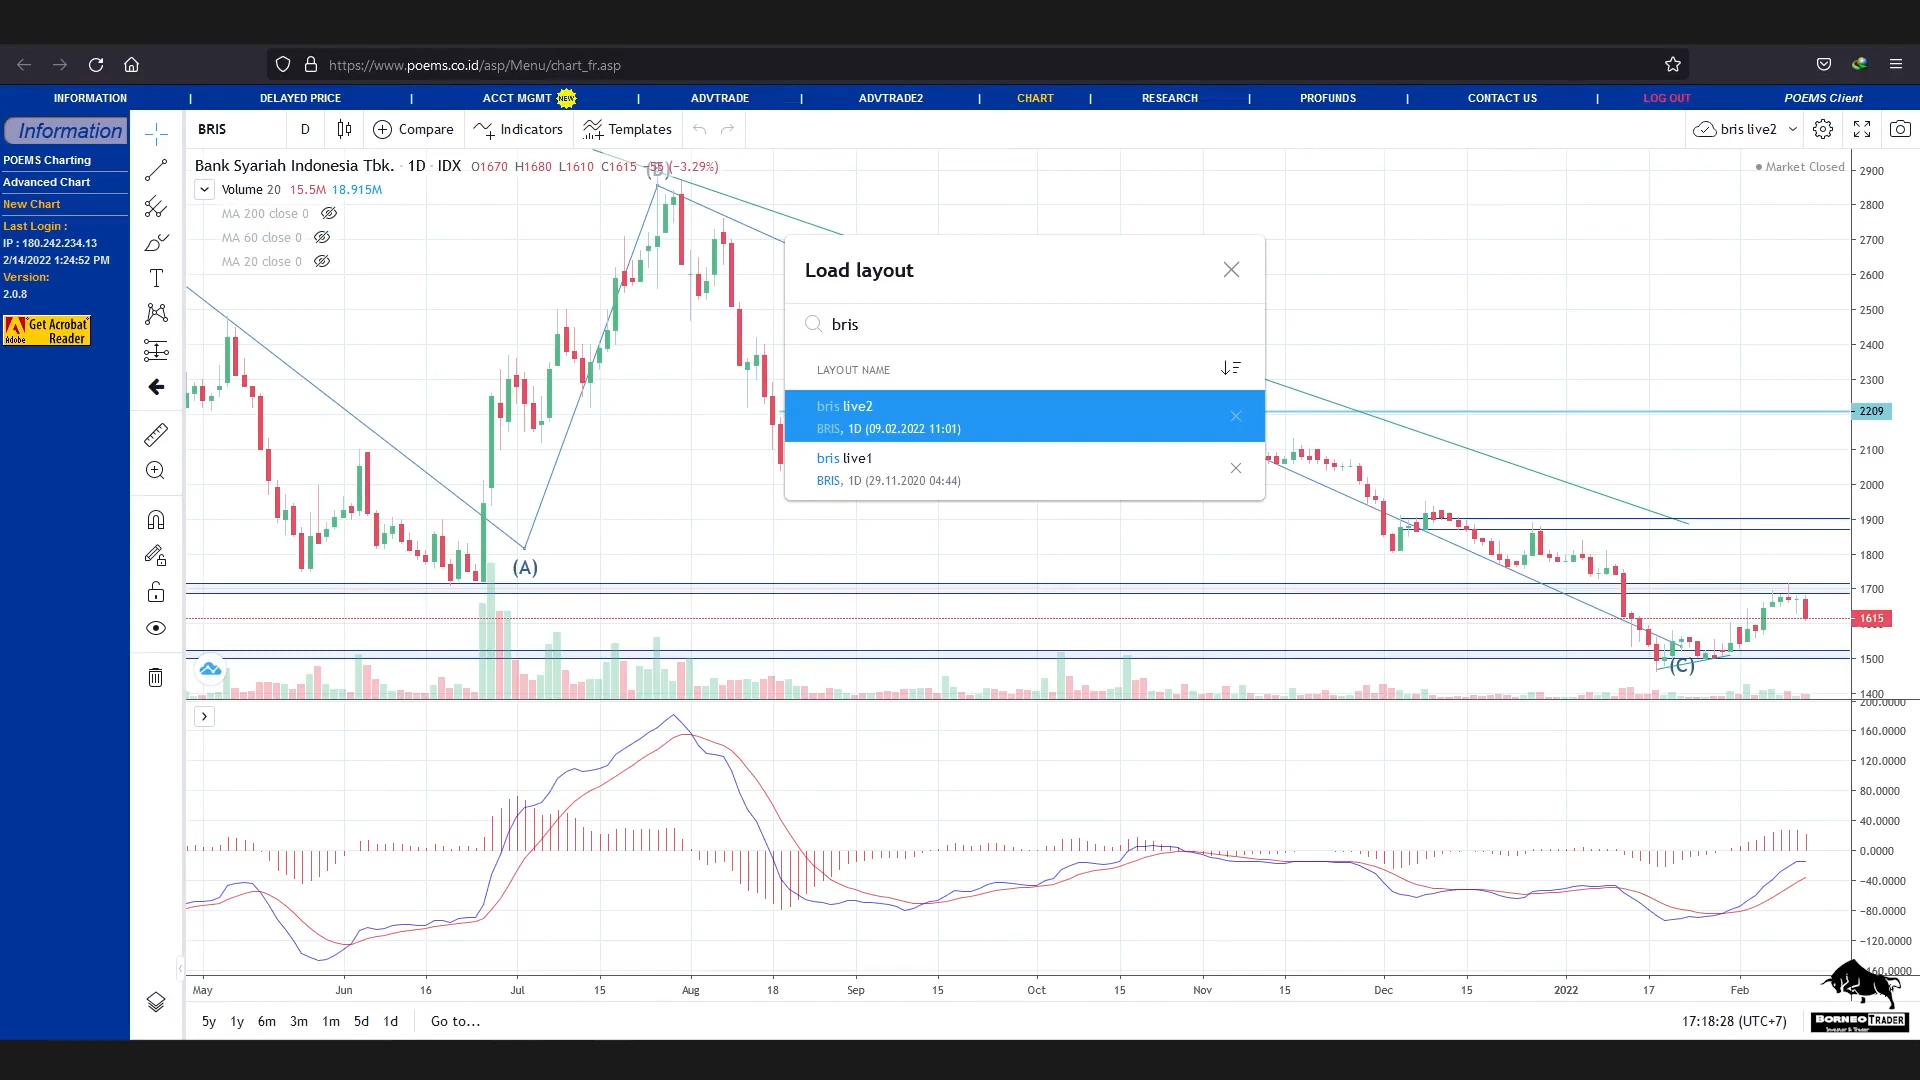 https://www.poems.co.id/asp/Menu/chart_fr.asp
INFORMATION | DELAYED PRICE | ACCT MGMT NEW | ADVTRADE | ADVTRADE2 | CHART | RESEARCH | PROFUNDS | CONTACT US | LOG OUT POEMS Client
Information
POEMS Charting
Advanced Chart
New Chart
Last Login :
IP : 180.242.234.13
2/14/2022 1:24:52 PM
Version:
2.0.8
Get Acrobat
Adobe Reader
BRIS D Compare Indicators Templates bris live2
Bank Syariah Indonesia Tbk. · 1D · IDX O1670 H1680 L1610 C1615 −55 (−3.29%)
Market Closed
Volume 20 15.5M 18.915M
MA 200 close 0
MA 60 close 0
MA 20 close 0
(B)
(A)
(C)
Load layout
bris
LAYOUT NAME
bris live2
BRIS, 1D (09.02.2022 11:01)
bris live1
BRIS, 1D (29.11.2020 04:44)
2900
2800
2700
2600
2500
2400
2300
2209
2100
2000
1900
1800
1700
1615
1500
1400
200.0000
160.0000
120.0000
80.0000
40.0000
0.0000
−40.0000
−80.0000
−120.0000
May Jun 16 Jul 15 Aug 18 Sep 15 Oct 15 Nov 15 Dec 15 2022 17 Feb
5y 1y 6m 3m 1m 5d 1d Go to...
17:18:28 (UTC+7)
BORNEO TRADER
Investor & Trader